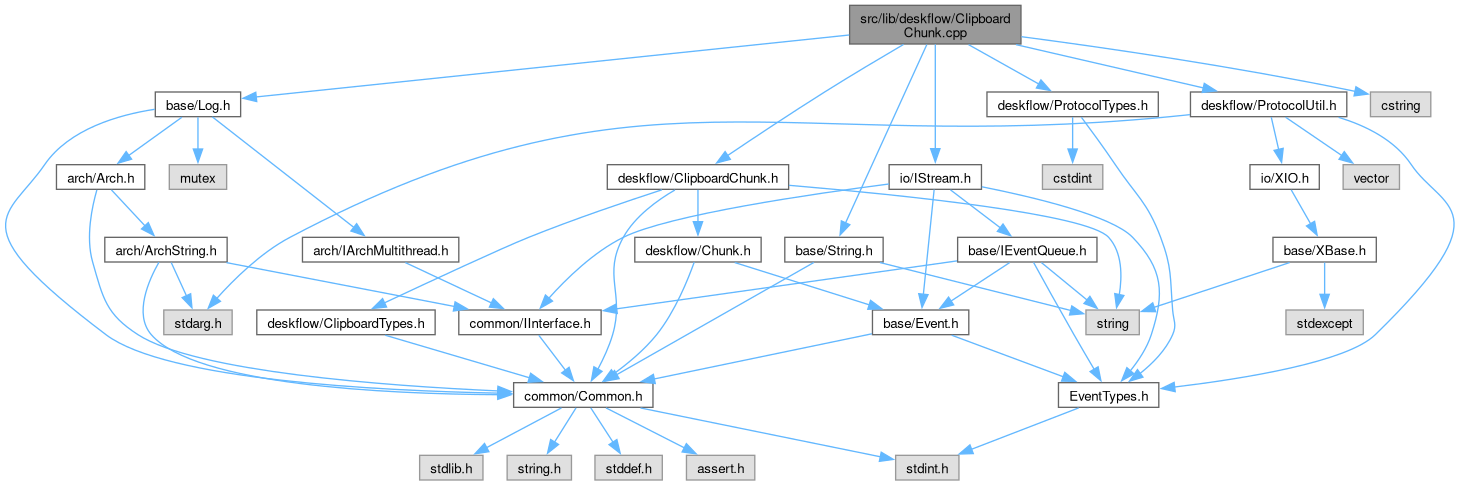 src/lib/deskflow/Clipboard
Chunk.cpp
base/Log.h
deskflow/ProtocolTypes.h
deskflow/ProtocolUtil.h
cstring
arch/Arch.h
mutex
deskflow/ClipboardChunk.h
io/IStream.h
cstdint
io/XIO.h
vector
arch/ArchString.h
arch/IArchMultithread.h
deskflow/Chunk.h
base/String.h
base/IEventQueue.h
base/XBase.h
stdarg.h
deskflow/ClipboardTypes.h
common/IInterface.h
base/Event.h
string
stdexcept
common/Common.h
EventTypes.h
stdlib.h
string.h
stddef.h
assert.h
stdint.h